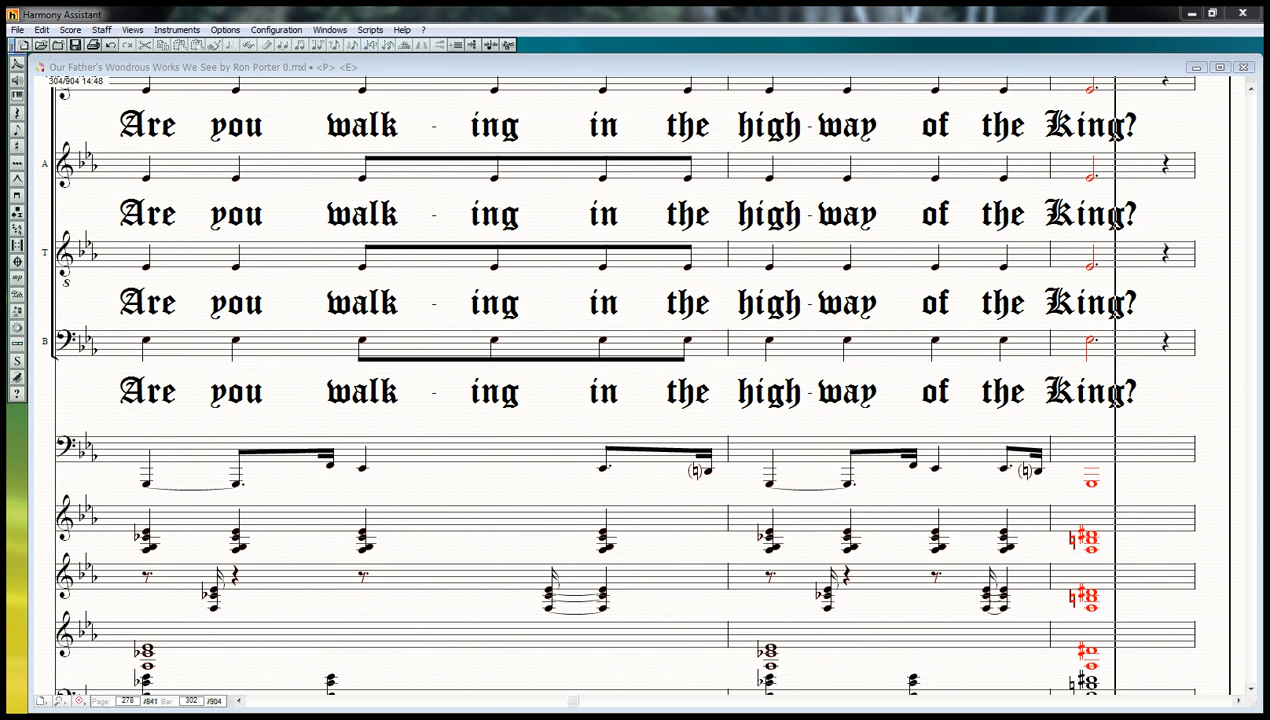 Harmony Assistant
File Edit Score Staff Views Instruments Options Configuration Windows Scripts Help ?
Our Father's Wondrous Works We See by Ron Porter 0.mxl • <P> <E>
304/904 14:48
Are you walk - ing in the high - way of the King?
A
Are you walk - ing in the high - way of the King?
T
8
Are you walk - ing in the high - way of the King?
B
Are you walk - ing in the high - way of the King?
Page: 278 /841 Bar: 302 /904